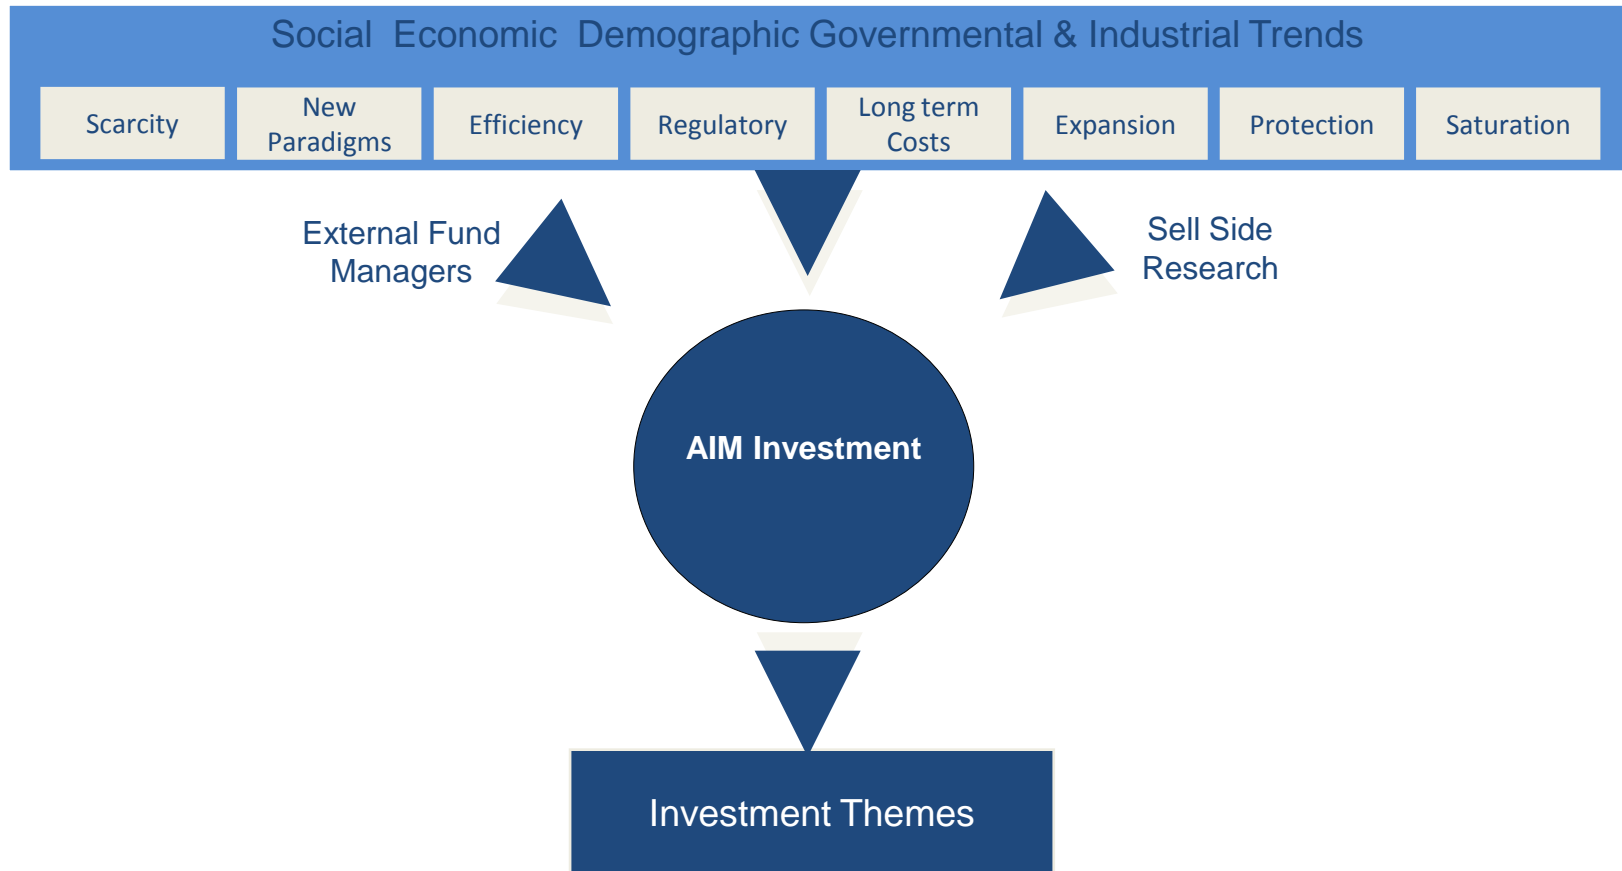 Social Economic Demographic Governmental & Industrial Trends
Scarcity
New
Paradigms
Efficiency
Regulatory
Long term
Costs
Expansion
Protection
Saturation
External Fund
Managers
Sell Side
Research
AIM Investment
Investment Themes